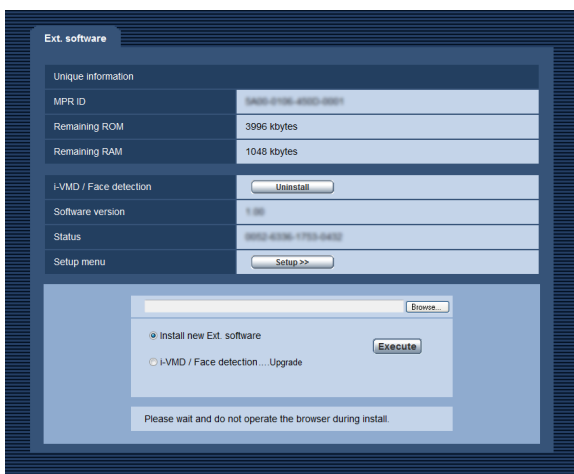 Ext. software
Unique information
MPR ID
Remaining ROM 3996 kbytes
Remaining RAM 1048 kbytes
i-VMD / Face detection Uninstall
Software version
Status
Setup menu Setup >>
Browse...
Install new Ext. software
Execute
i-VMD / Face detection....Upgrade
Please wait and do not operate the browser during install.